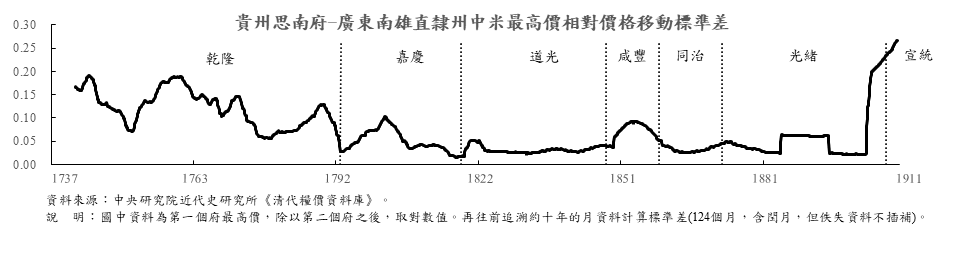 貴州思南府-廣東南雄直隸州中米最高價相對價格移動標準差
0.30
0.25
0.20
0.15
0.10
0.05
0.00
乾隆
嘉慶
道光
咸豐
同治
光緒
宣統
1737
1763
1792
1822
1851
1881
1911
資料來源：中央研究院近代史研究所《清代糧價資料庫》。
說　明：圖中資料為第一個府最高價，除以第二個府之後，取對數值。再往前追溯約十年的月資料計算標準差(124個月，含閏月，但佚失資料不插補)。